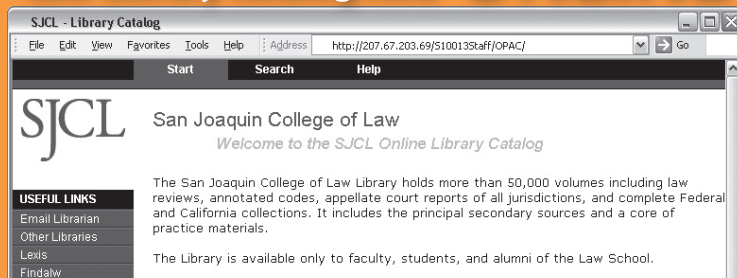 SJCL - Library Catalog
File Edit View Favorites Tools Help Address http://207.67.203.69/S10013Staff/OPAC/ Go
Start Search Help
SJCL
San Joaquin College of Law
Welcome to the SJCL Online Library Catalog
The San Joaquin College of Law Library holds more than 50,000 volumes including law
reviews, annotated codes, appellate court reports of all jurisdictions, and complete Federal
and California collections. It includes the principal secondary sources and a core of
practice materials.
The Library is available only to faculty, students, and alumni of the Law School.
USEFUL LINKS
Email Librarian
Other Libraries
Lexis
Findalw